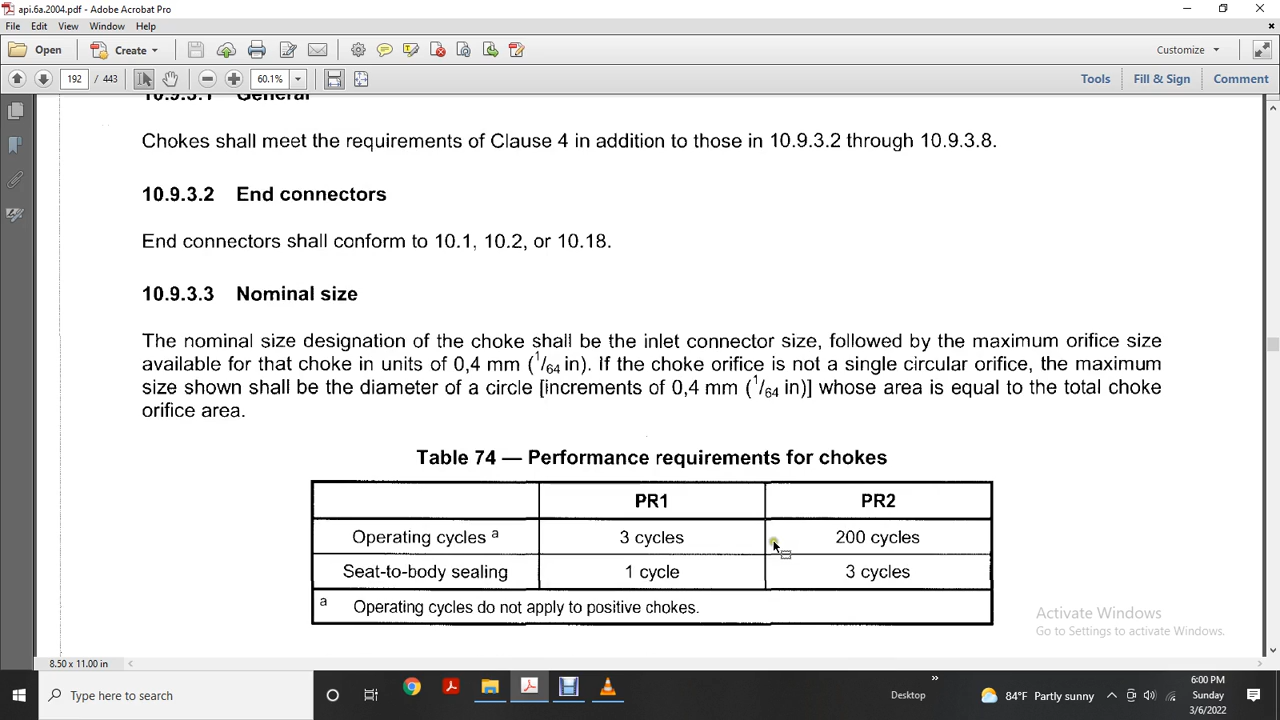 api.6a.2004.pdf - Adobe Acrobat Pro
File Edit View Window Help
Open Create Customize
192 / 443 60.1% Tools Fill & Sign Comment
10.9.3.1 General
Chokes shall meet the requirements of Clause 4 in addition to those in 10.9.3.2 through 10.9.3.8.
10.9.3.2 End connectors
End connectors shall conform to 10.1, 10.2, or 10.18.
10.9.3.3 Nominal size
The nominal size designation of the choke shall be the inlet connector size, followed by the maximum orifice size
available for that choke in units of 0,4 mm (1/64 in). If the choke orifice is not a single circular orifice, the maximum
size shown shall be the diameter of a circle [increments of 0,4 mm (1/64 in)] whose area is equal to the total choke
orifice area.
Table 74 — Performance requirements for chokes
PR1 PR2
Operating cycles a 3 cycles 200 cycles
Seat-to-body sealing 1 cycle 3 cycles
a Operating cycles do not apply to positive chokes.
Activate Windows
Go to Settings to activate Windows.
8.50 x 11.00 in
Type here to search
Desktop
84°F Partly sunny
6:00 PM
Sunday
3/6/2022